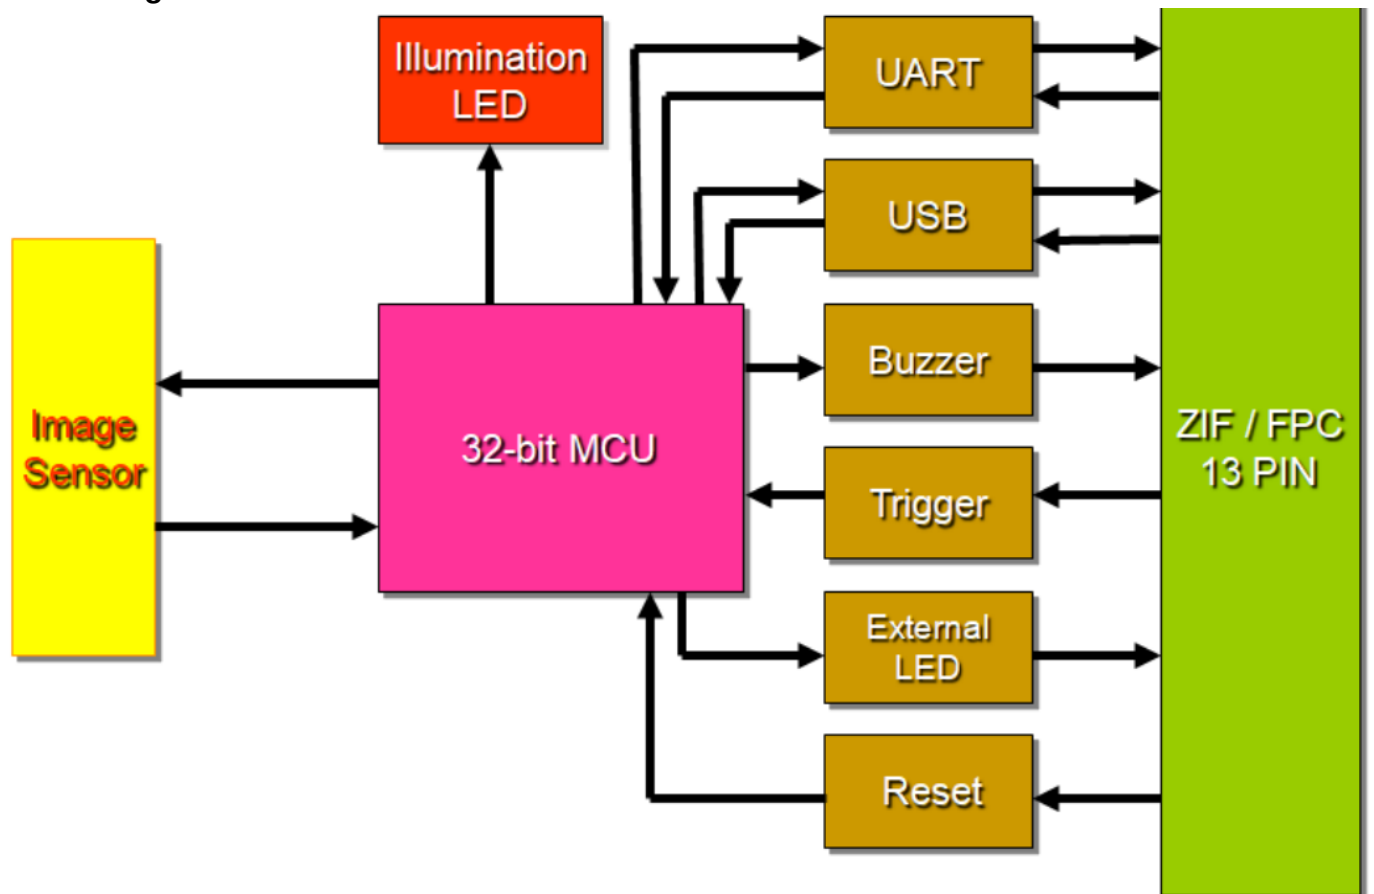 Illumination
LED
UART
USB
Image
Sensor
32-bit MCU
Buzzer
ZIF / FPC
13 PIN
Trigger
External
LED
Reset